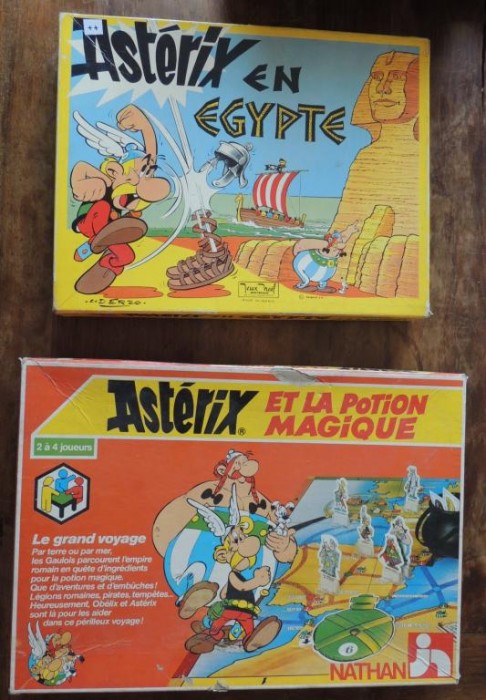 Astérix EN
EGYPTE
Astérix ET LA POTION
MAGIQUE
2 à 4 joueurs
Le grand voyage
Par terre ou par mer,
les Gaulois parcourent l'empire
romain en quête d'ingrédients
pour la potion magique.
Que d'aventures et d'embûches!
Légions romaines, pirates, tempêtes...
Heureusement, Obélix et Astérix
sont là pour les aider
dans ce périlleux voyage!
6
NATHAN